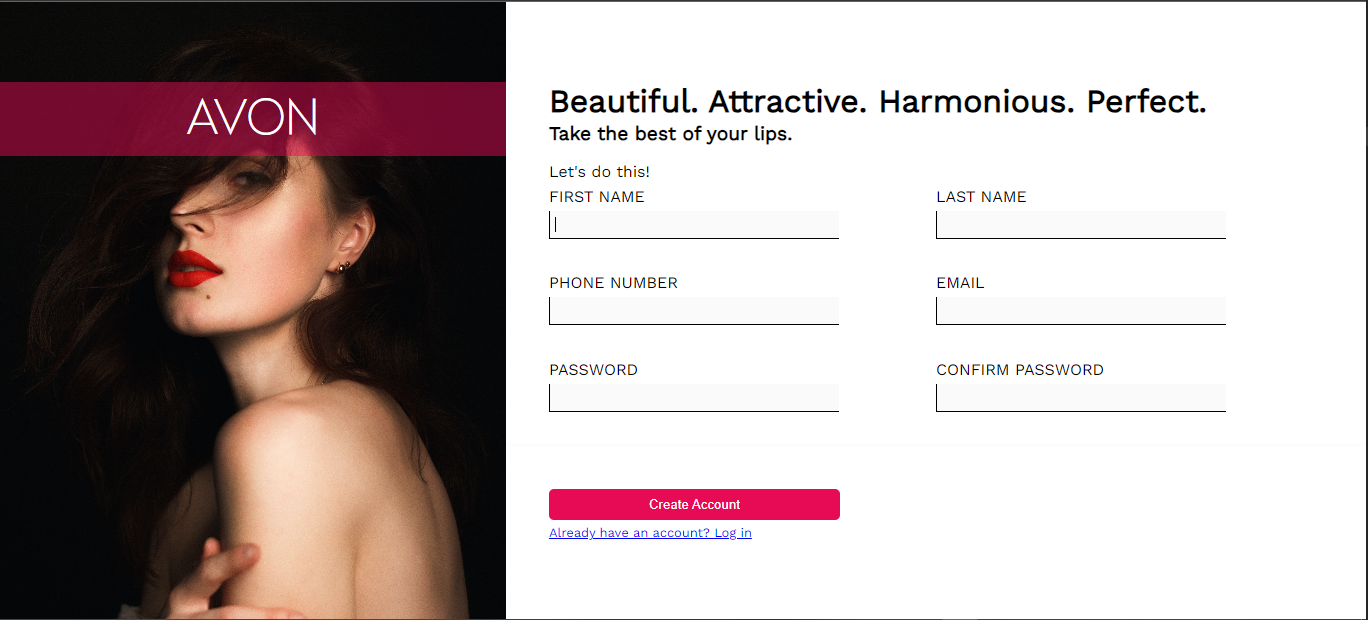 AVON
Beautiful. Attractive. Harmonious. Perfect.
Take the best of your lips.
Let's do this!
FIRST NAME
LAST NAME
PHONE NUMBER
EMAIL
PASSWORD
CONFIRM PASSWORD
Create Account
Already have an account? Log in